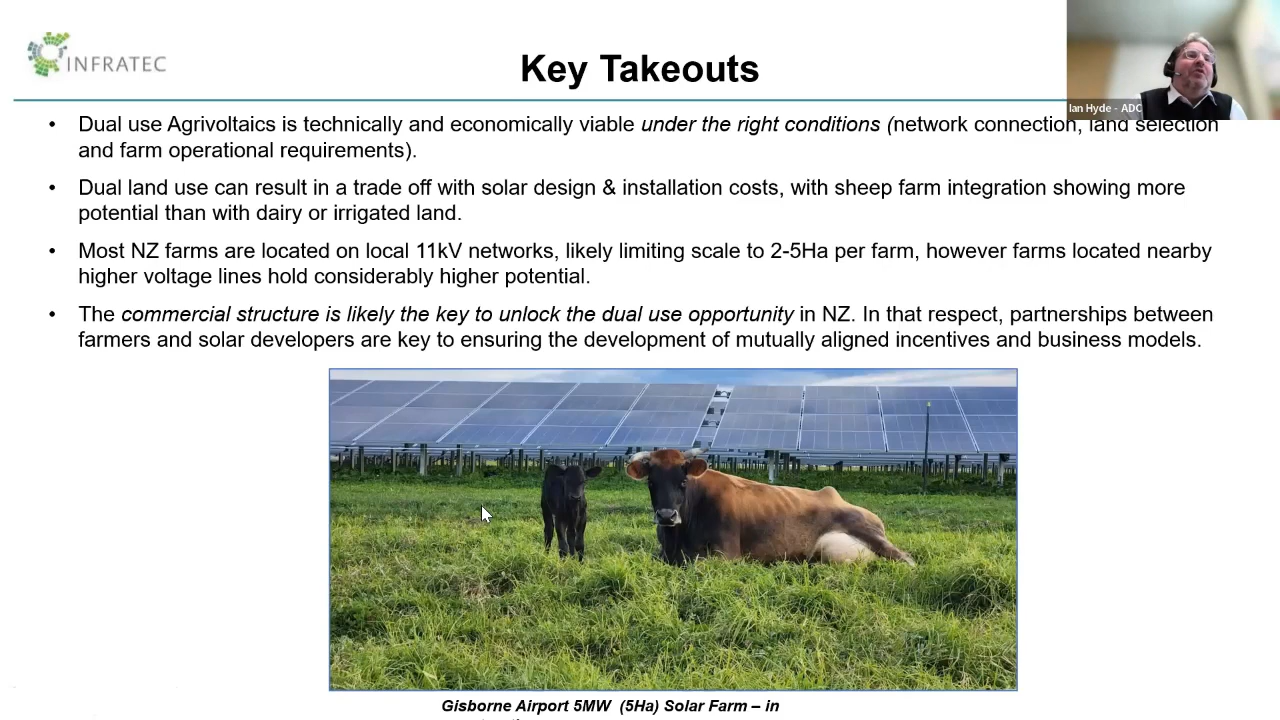 INFRATEC
Key Takeouts
Ian Hyde - ADC
• Dual use Agrivoltaics is technically and economically viable under the right conditions (network connection, land selection
and farm operational requirements).
• Dual land use can result in a trade off with solar design & installation costs, with sheep farm integration showing more
potential than with dairy or irrigated land.
• Most NZ farms are located on local 11kV networks, likely limiting scale to 2-5Ha per farm, however farms located nearby
higher voltage lines hold considerably higher potential.
• The commercial structure is likely the key to unlock the dual use opportunity in NZ. In that respect, partnerships between
farmers and solar developers are key to ensuring the development of mutually aligned incentives and business models.
Gisborne Airport 5MW (5Ha) Solar Farm – in